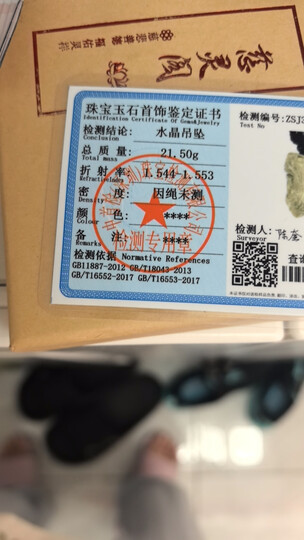 慈灵阁
珠宝玉石首饰鉴定证书
Identification Certificate Of Gems&Jewelry
检测编号:ZSJ3
Test No
检测结论: 水晶吊坠
Conclusion
总质量: 21.50g
Total mass
折射率: 1.544-1.553
Refractive index
密度: 因绳未测
Density
颜色: ****
Color
备注: ****
Remarks
检测专用章
检测人:陈奎
Surveyor
查询
检测依据 Normative References
GB11887-2012 GB/T18043-2013
GB/T16552-2017 GB/T16553-2017